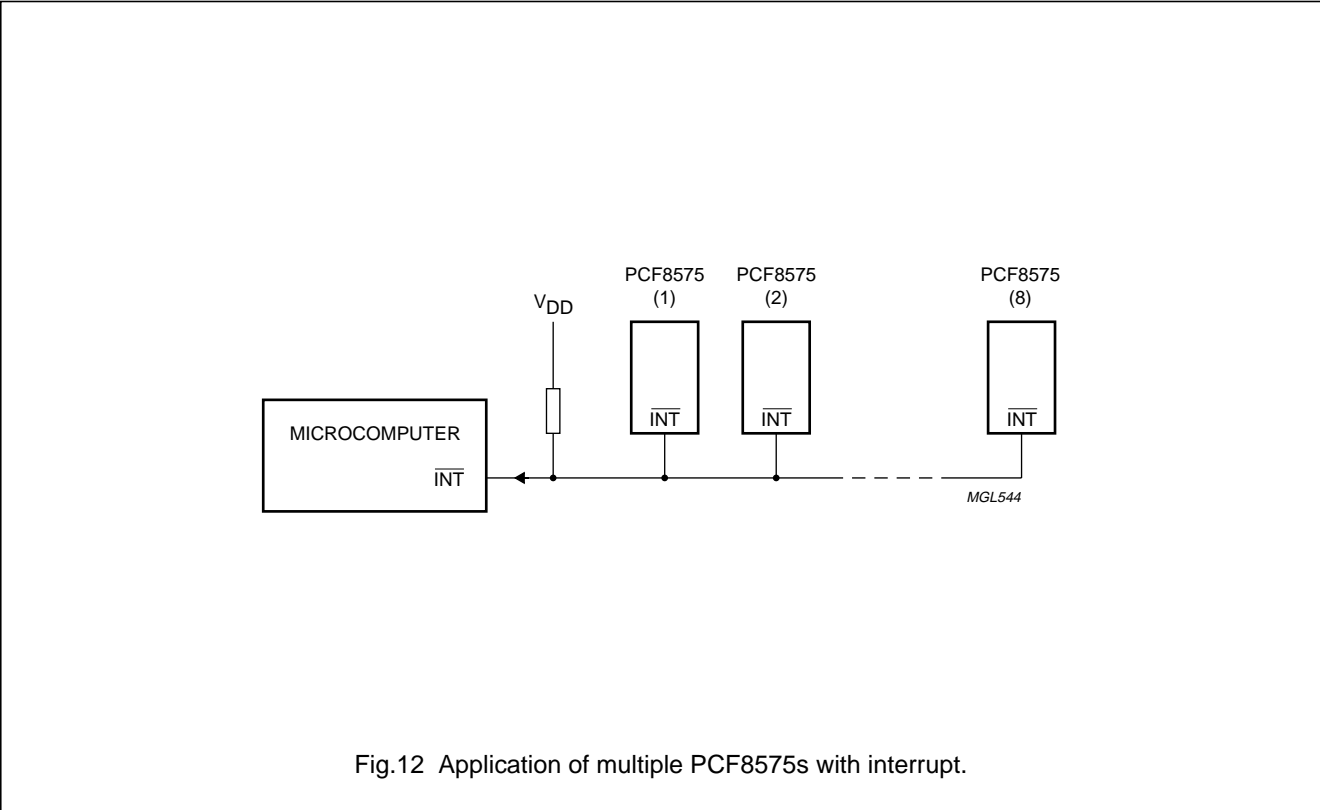 PCF8575 PCF8575 PCF8575
(1) (2) (8)
VDD
INT INT INT
MICROCOMPUTER
INT
MGL544
Fig.12 Application of multiple PCF8575s with interrupt.